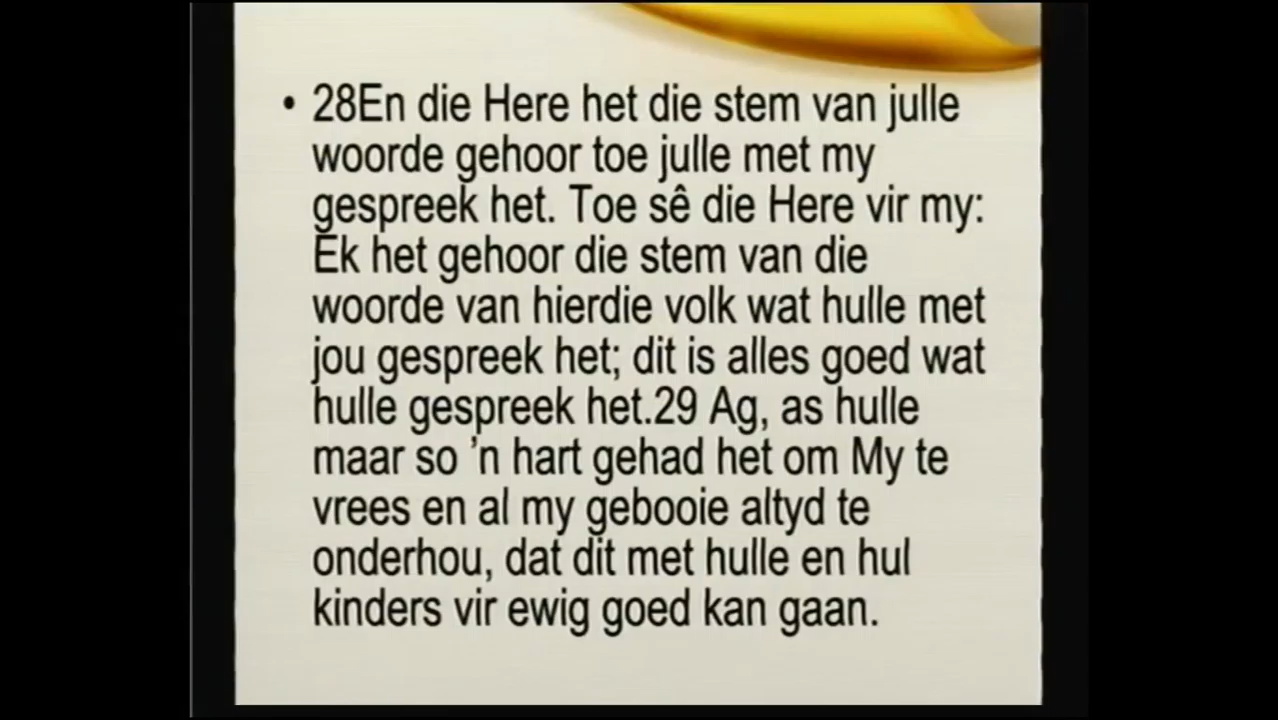 • 28En die Here het die stem van julle
woorde gehoor toe julle met my
gespreek het. Toe sê die Here vir my:
Ek het gehoor die stem van die
woorde van hierdie volk wat hulle met
jou gespreek het; dit is alles goed wat
hulle gespreek het.29 Ag, as hulle
maar so ’n hart gehad het om My te
vrees en al my gebooie altyd te
onderhou, dat dit met hulle en hul
kinders vir ewig goed kan gaan.